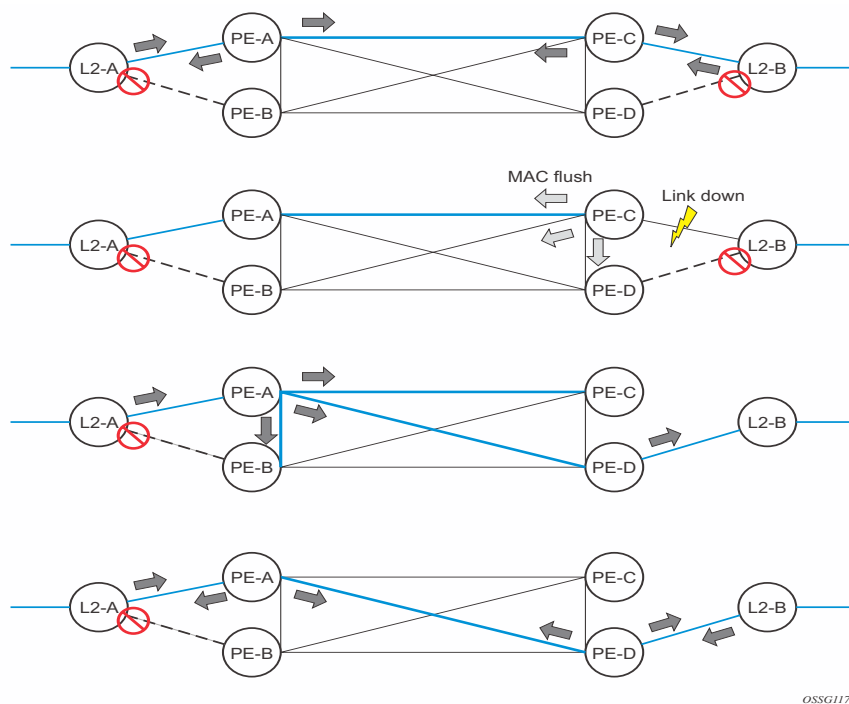 PE-A
PE-C
L2-A
L2-B
PE-B
PE-D
MAC flush
Link down
PE-A
PE-C
L2-A
L2-B
PE-B
PE-D
PE-A
PE-C
L2-A
L2-B
PE-B
PE-D
PE-A
PE-C
L2-A
L2-B
PE-B
PE-D
OSSG117